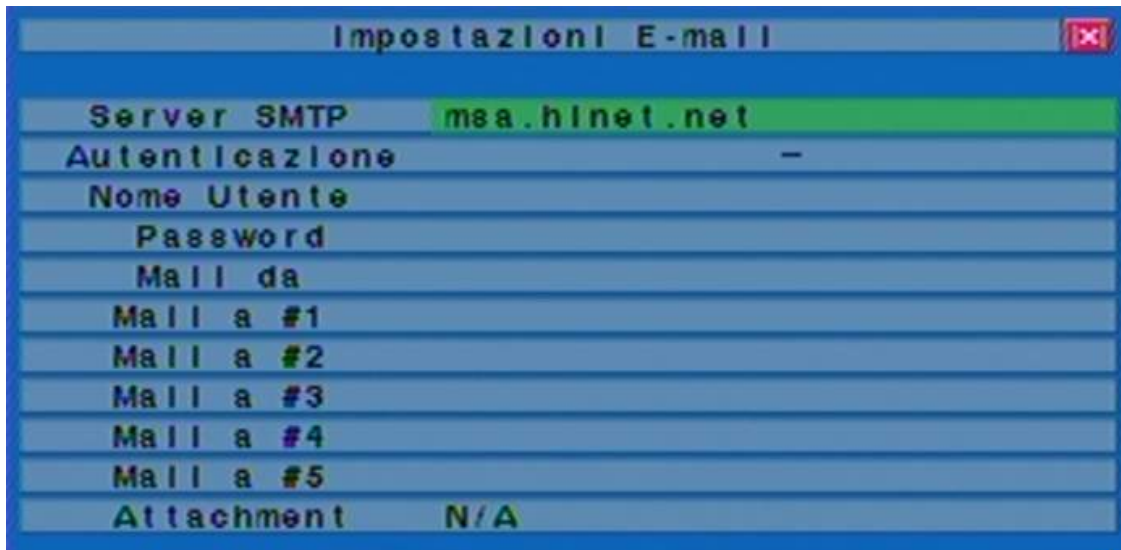 Impostazioni E-mail
Server SMTP msa.hinet.net
Autenticazione –
Nome Utente
Password
Mail da
Mail a #1
Mail a #2
Mail a #3
Mail a #4
Mail a #5
Attachment N/A